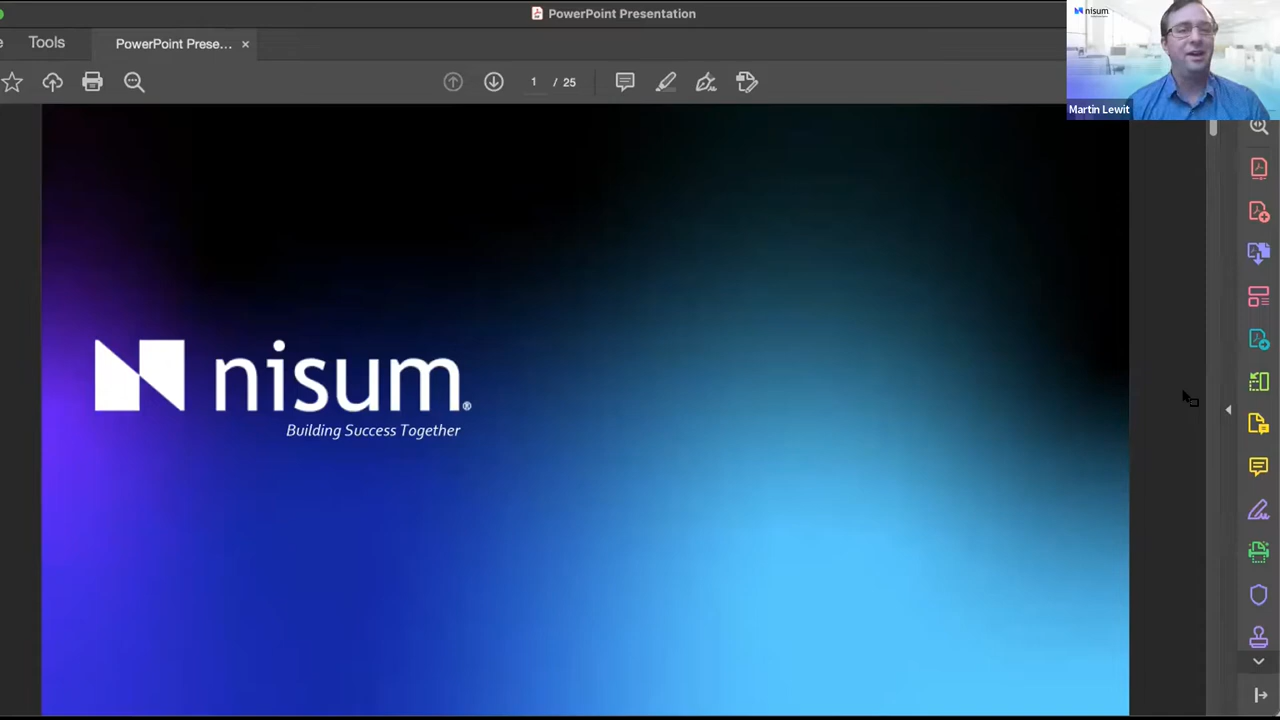 PowerPoint Presentation
Tools
PowerPoint Prese... ×
1 / 25
nisum
Martin Lewit
nisum®
Building Success Together